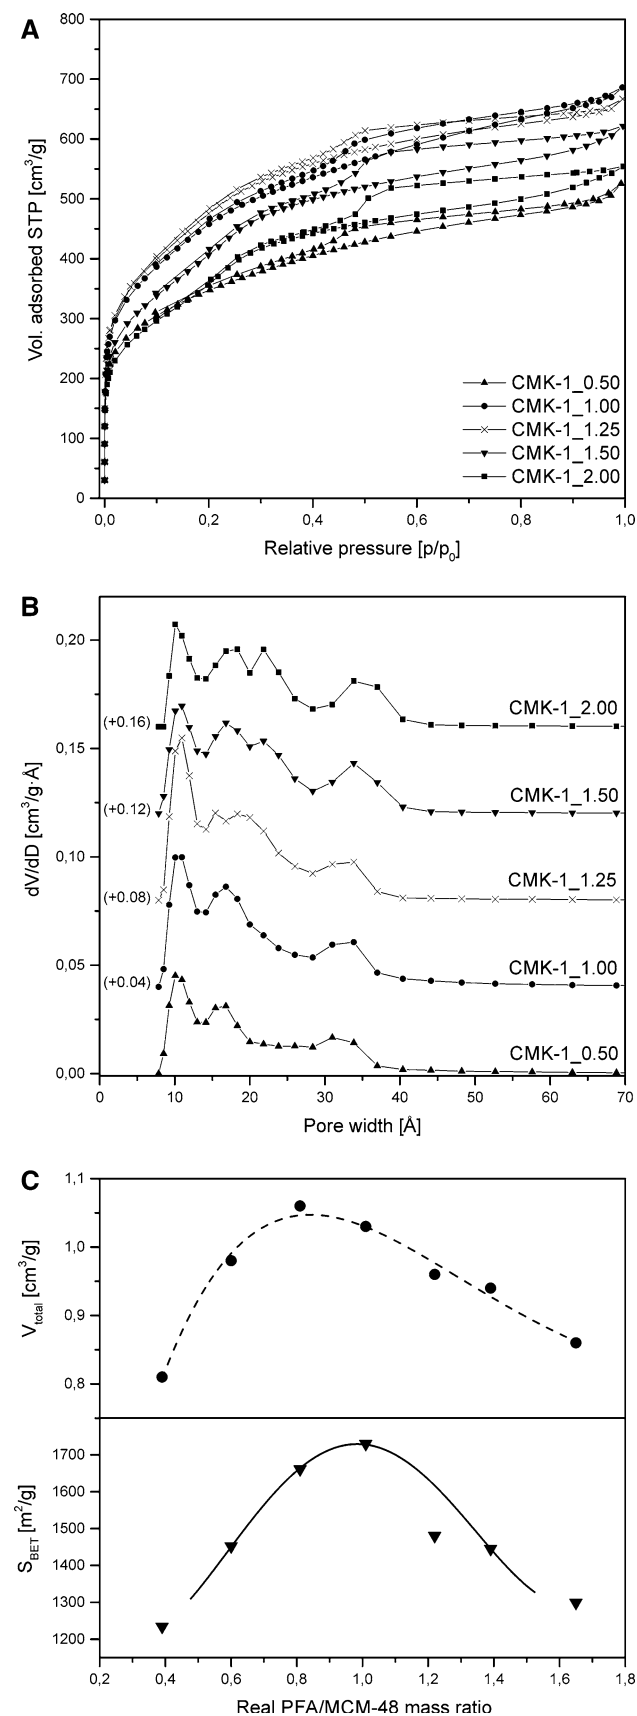 A
Vol. adsorbed STP [cm³/g]
800
700
600
500
400
300
200
100
0
CMK-1_0.50
CMK-1_1.00
CMK-1_1.25
CMK-1_1.50
CMK-1_2.00
0,0 0,2 0,4 0,6 0,8 1,0
Relative pressure [p/p₀]
B
dV/dD [cm³/g·Å]
0,20
0,15
0,10
0,05
0,00
(+0.16)
CMK-1_2.00
(+0.12)
CMK-1_1.50
(+0.08)
CMK-1_1.25
(+0.04)
CMK-1_1.00
CMK-1_0.50
0 10 20 30 40 50 60 70
Pore width [Å]
C
V_total [cm³/g]
1,1
1,0
0,9
0,8
S_BET [m²/g]
1700
1600
1500
1400
1300
1200
0,2 0,4 0,6 0,8 1,0 1,2 1,4 1,6 1,8
Real PFA/MCM-48 mass ratio